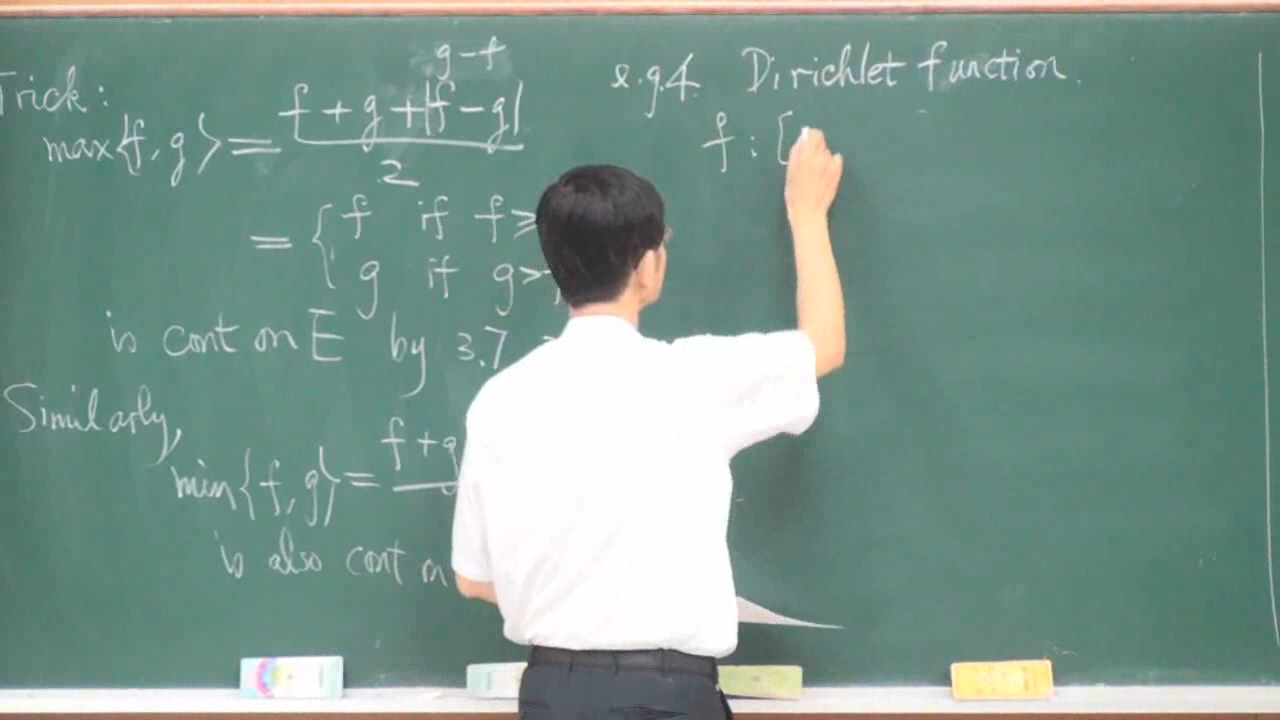 Trick:
g-f
max{f,g} = f+g+|f-g|
2
= { f if f≥
g if g>
is cont on E by 3.7
Similarly,
min{f,g} = f+g
is also cont on
e.g.4. Dirichlet function.
f : [